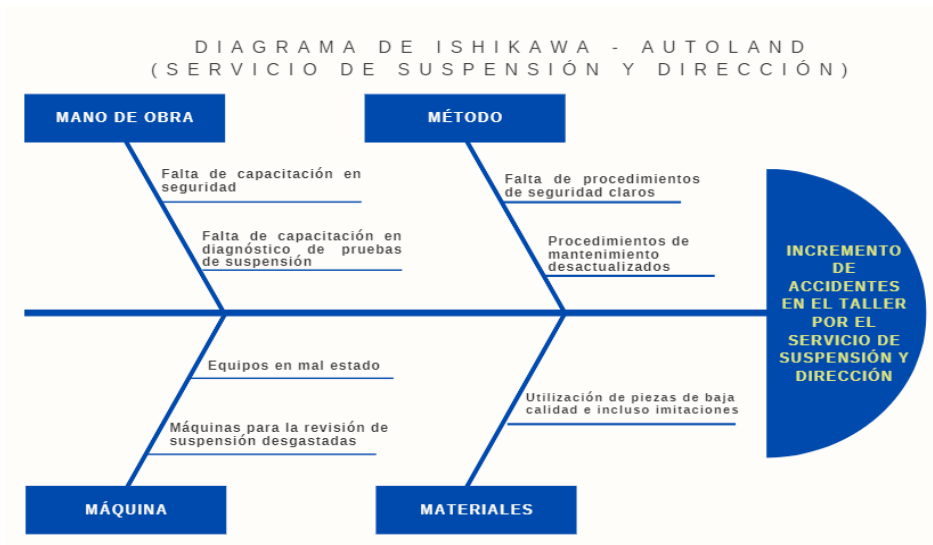 DIAGRAMA DE ISHIKAWA - AUTOLAND
(SERVICIO DE SUSPENSIÓN Y DIRECCIÓN)
MANO DE OBRA
MÉTODO
Falta de capacitación en
seguridad
Falta de capacitación en
diagnóstico de pruebas
de suspensión
Falta de procedimientos
de seguridad claros
Procedimientos de
mantenimiento
desactualizados
INCREMENTO
DE
ACCIDENTES
EN EL TALLER
POR EL
SERVICIO DE
SUSPENSIÓN Y
DIRECCIÓN
Equipos en mal estado
Máquinas para la revisión de
suspensión desgastadas
Utilización de piezas de baja
calidad e incluso imitaciones
MÁQUINA
MATERIALES